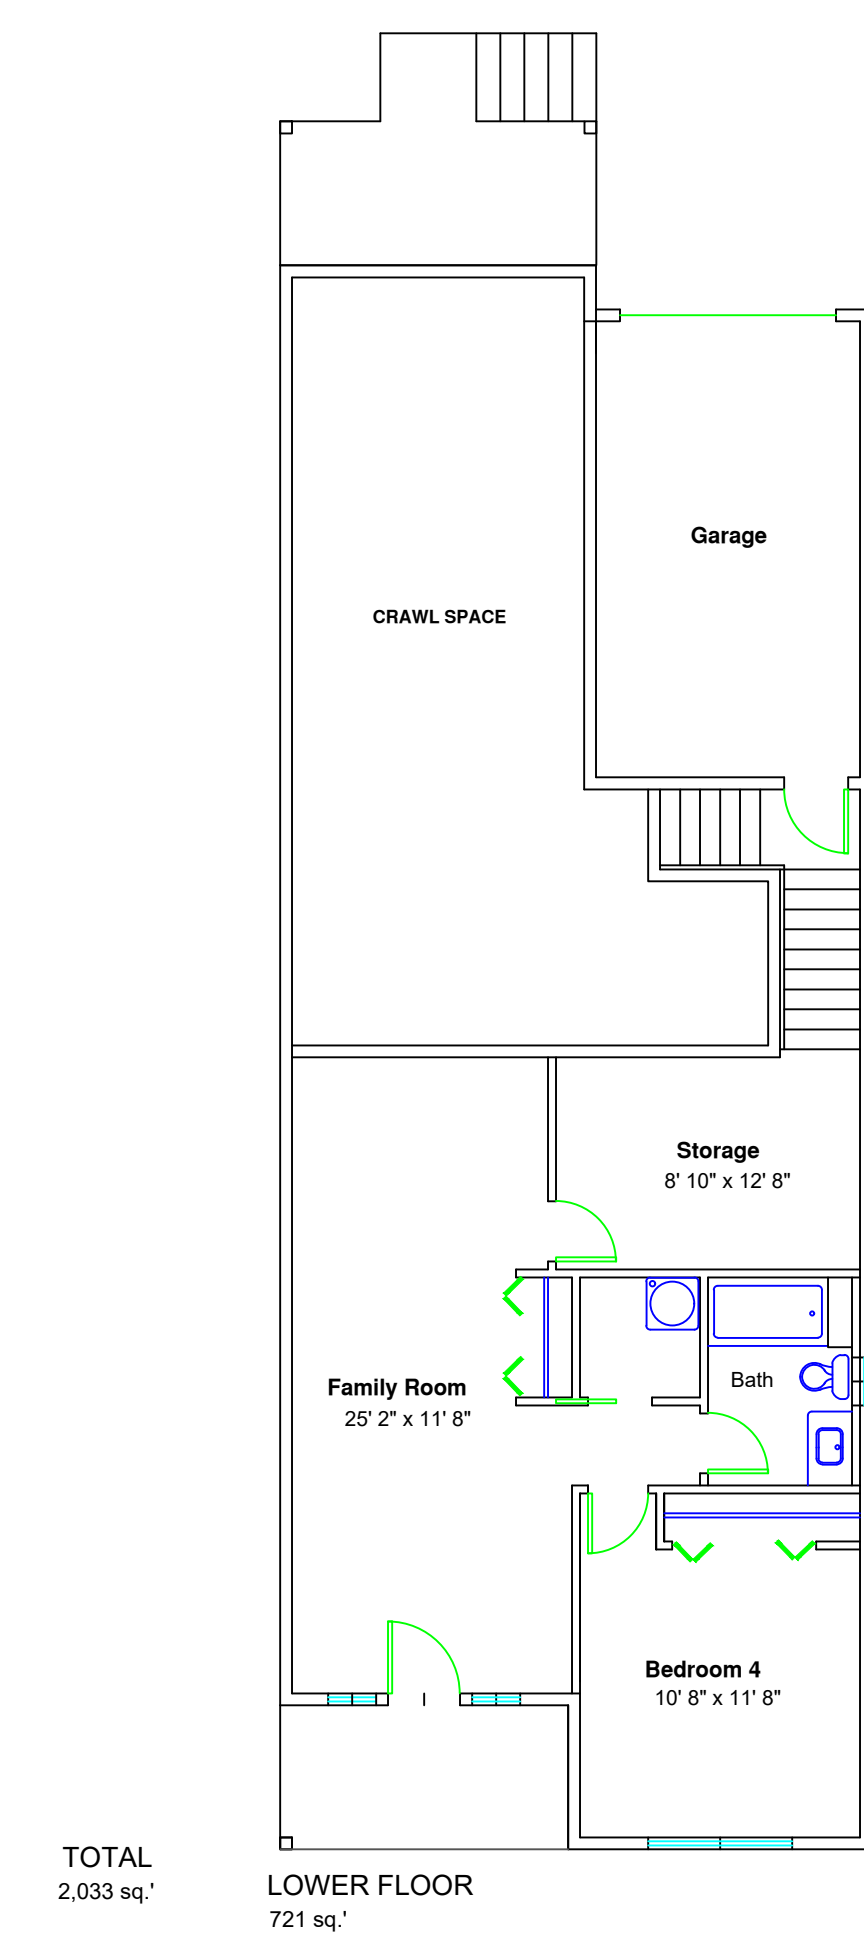 Garage
CRAWL SPACE
Storage
8' 10" x 12' 8"
Bath
Family Room
25' 2" x 11' 8"
Bedroom 4
10' 8" x 11' 8"
TOTAL
2,033 sq.'
LOWER FLOOR
721 sq.'